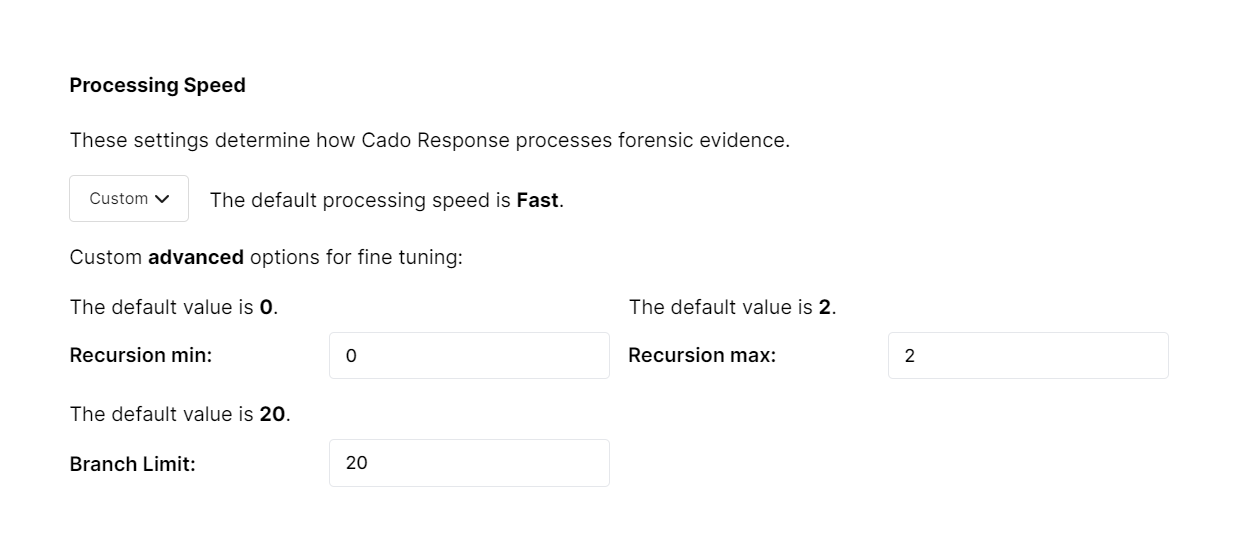 Processing Speed
These settings determine how Cado Response processes forensic evidence.
Custom The default processing speed is Fast.
Custom advanced options for fine tuning:
The default value is 0. The default value is 2.
Recursion min: 0 Recursion max: 2
The default value is 20.
Branch Limit: 20